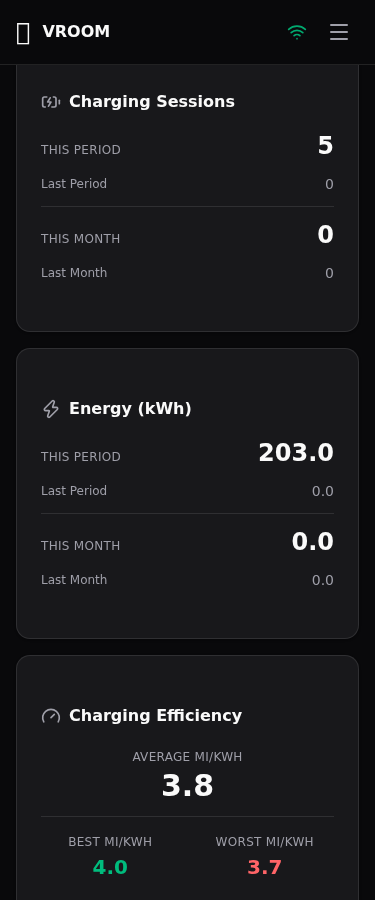 VROOM
Charging Sessions
THIS PERIOD 5
Last Period 0
THIS MONTH 0
Last Month 0
Energy (kWh)
THIS PERIOD 203.0
Last Period 0.0
THIS MONTH 0.0
Last Month 0.0
Charging Efficiency
AVERAGE MI/KWH
3.8
BEST MI/KWH WORST MI/KWH
4.0 3.7